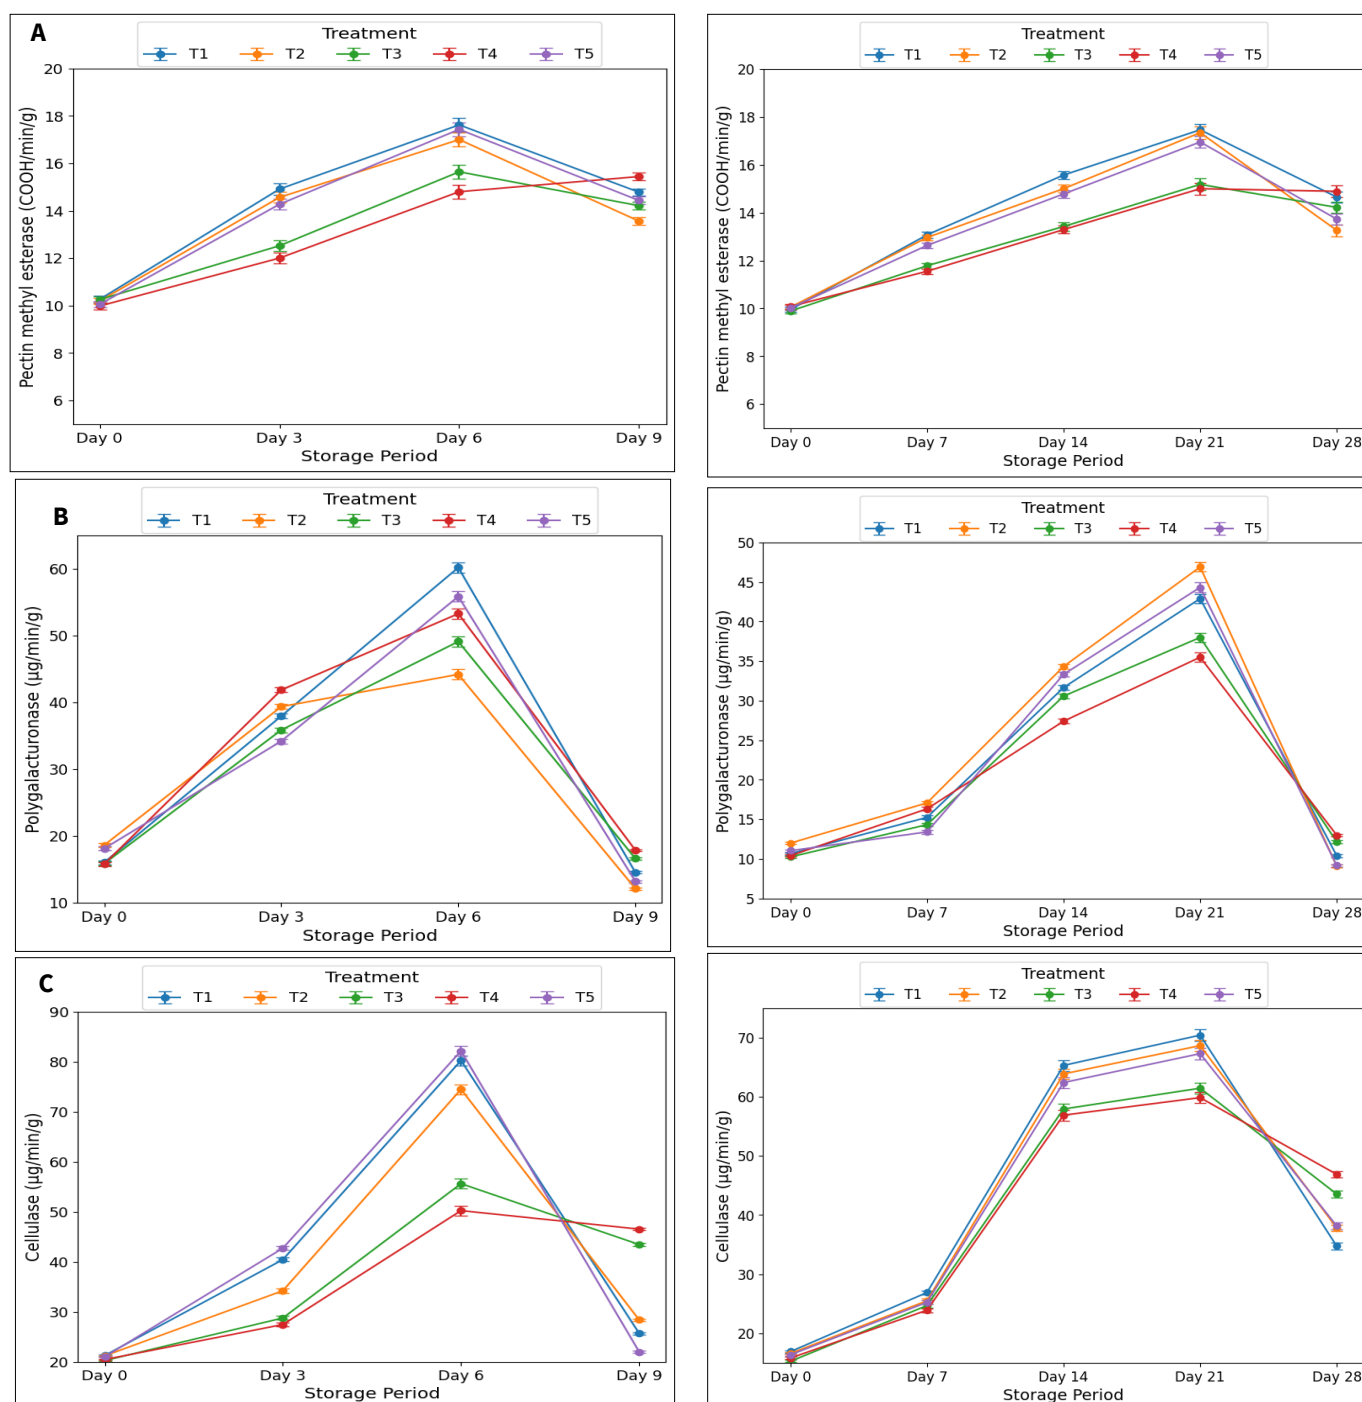 A
Treatment
T1 T2 T3 T4 T5
Pectin methyl esterase (COOH/min/g)
20
18
16
14
12
10
8
6
Day 0 Day 3 Day 6 Day 9
Storage Period
Treatment
T1 T2 T3 T4 T5
Pectin methyl esterase (COOH/min/g)
20
18
16
14
12
10
8
6
Day 0 Day 7 Day 14 Day 21 Day 28
Storage Period
B
Treatment
T1 T2 T3 T4 T5
Polygalacturonase (µg/min/g)
60
50
40
30
20
10
Day 0 Day 3 Day 6 Day 9
Storage Period
Treatment
T1 T2 T3 T4 T5
Polygalacturonase (µg/min/g)
50
45
40
35
30
25
20
15
10
5
Day 0 Day 7 Day 14 Day 21 Day 28
Storage Period
C
Treatment
T1 T2 T3 T4 T5
Cellulase (µg/min/g)
90
80
70
60
50
40
30
20
Day 0 Day 3 Day 6 Day 9
Storage Period
Treatment
T1 T2 T3 T4 T5
Cellulase (µg/min/g)
70
60
50
40
30
20
Day 0 Day 7 Day 14 Day 21 Day 28
Storage Period